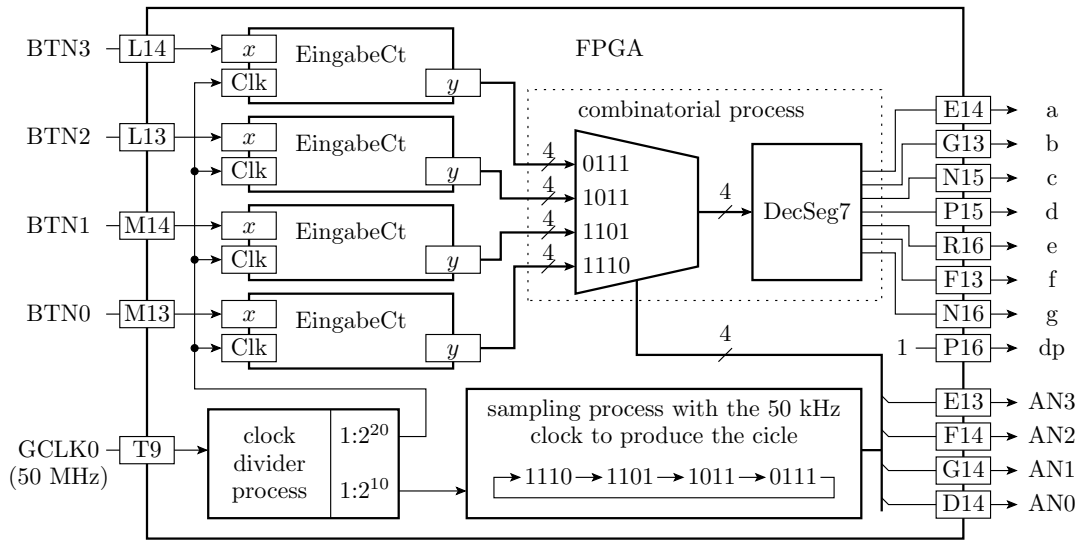 FPGA
BTN3 L14 x EingabeCt
Clk y
BTN2 L13 x EingabeCt
Clk y
BTN1 M14 x EingabeCt
Clk y
BTN0 M13 x EingabeCt
Clk y
combinatorial process
4 0111
4 1011
4 1101
4 1110
4
DecSeg7
4
E14 a
G13 b
N15 c
P15 d
R16 e
F13 f
N16 g
1 P16 dp
E13 AN3
F14 AN2
G14 AN1
D14 AN0
GCLK0 T9
(50 MHz)
clock
divider
process
1:2^20
1:2^10
sampling process with the 50 kHz
clock to produce the cicle
1110 1101 1011 0111